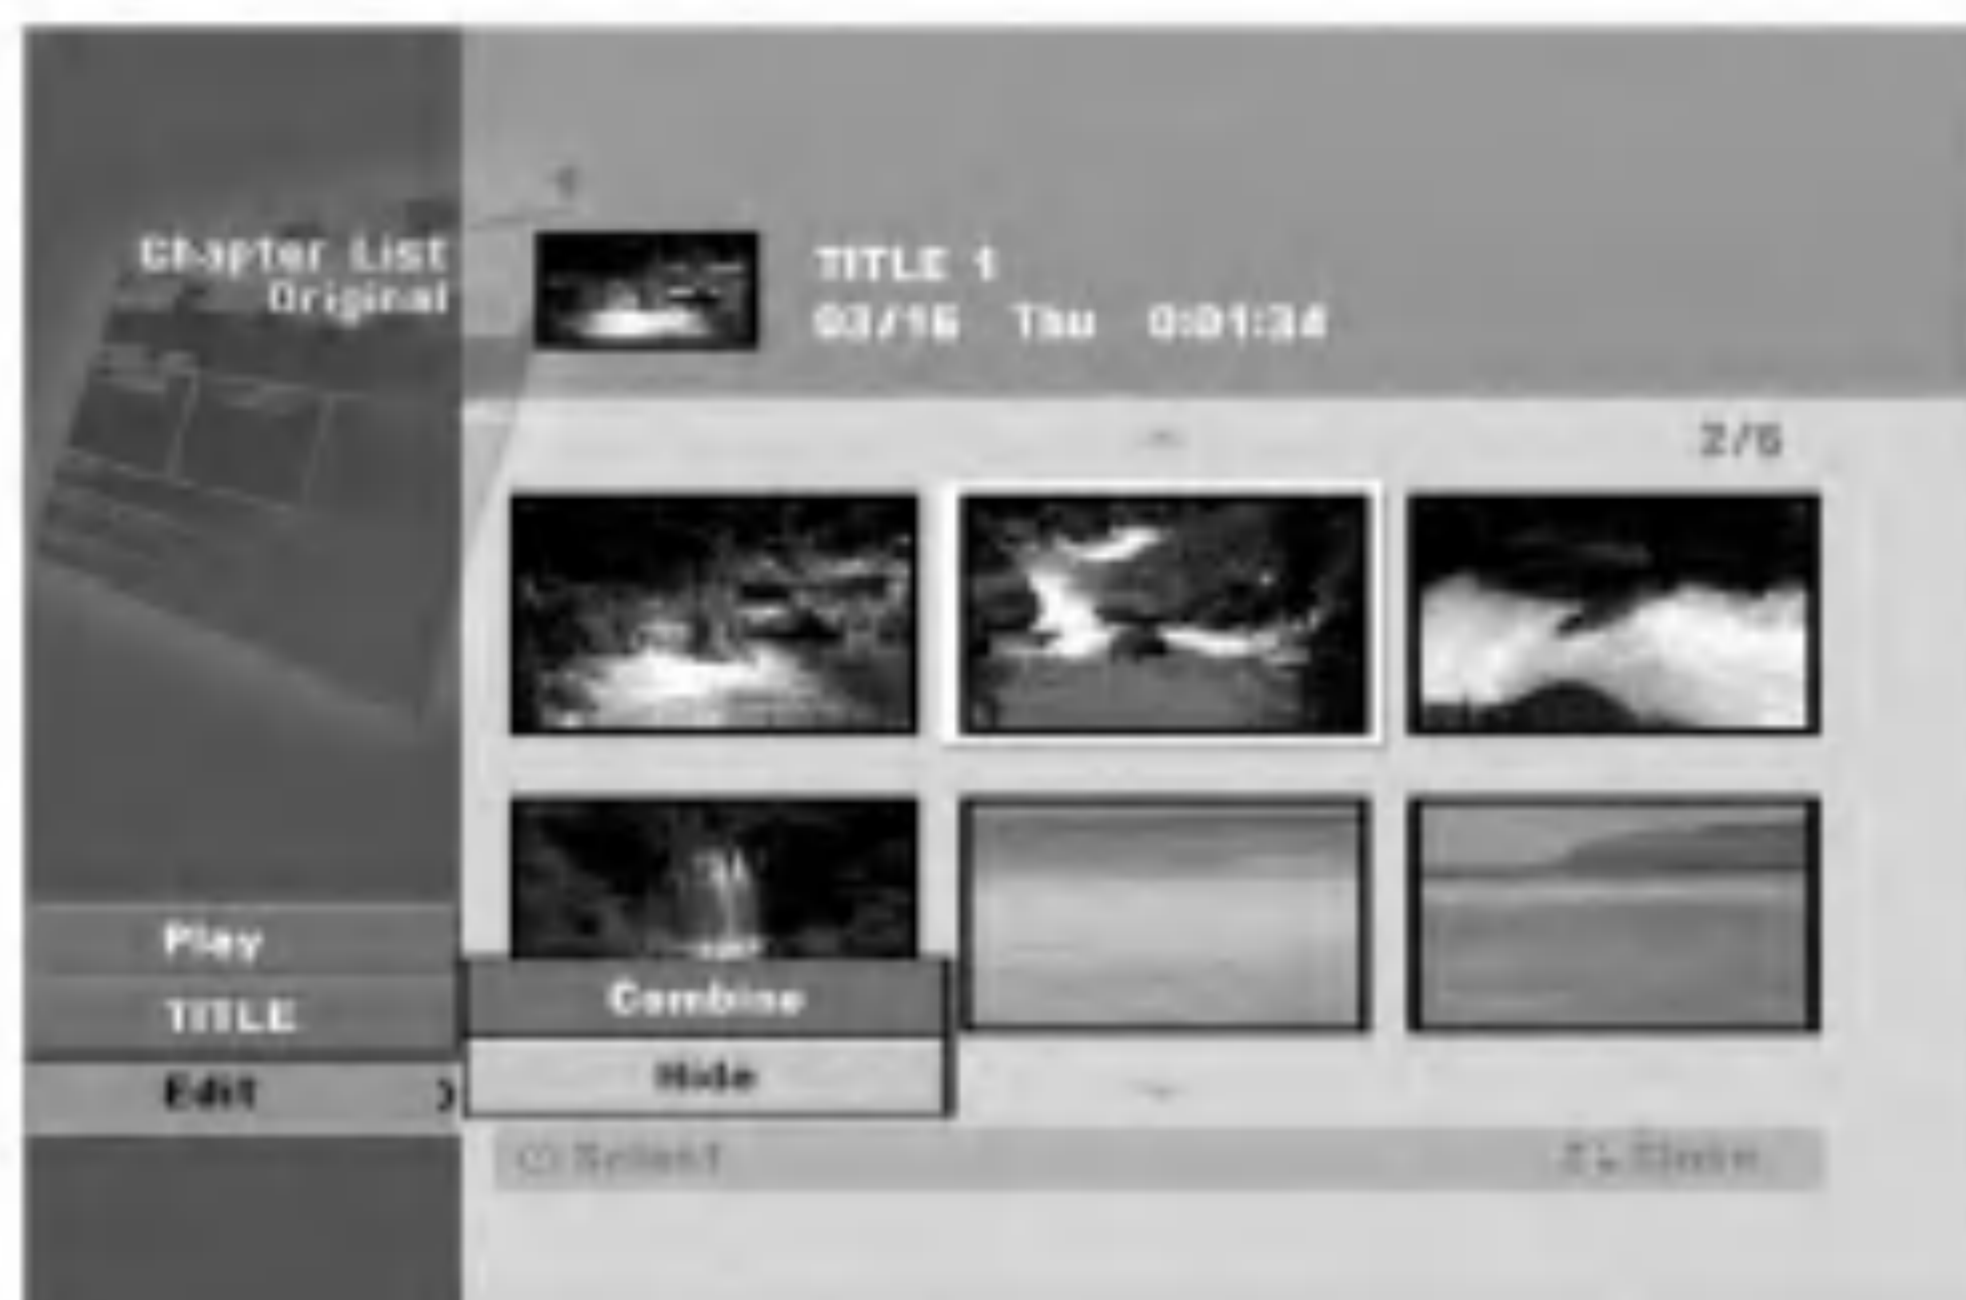 Chapter List
Original
TITLE 1
03/16 Thu 0:01:34
2/6
Play
TITLE
Edit
Combine
Hide
Select
Close